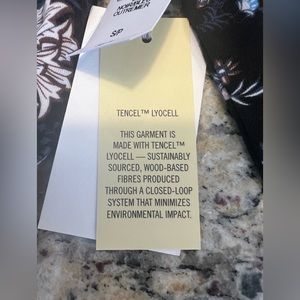 OUTREMER
S/P
TENCEL™ LYOCELL
THIS GARMENT IS
MADE WITH TENCEL™
LYOCELL — SUSTAINABLY
SOURCED, WOOD-BASED
FIBRES PRODUCED
THROUGH A CLOSED-LOOP
SYSTEM THAT MINIMIZES
ENVIRONMENTAL IMPACT.